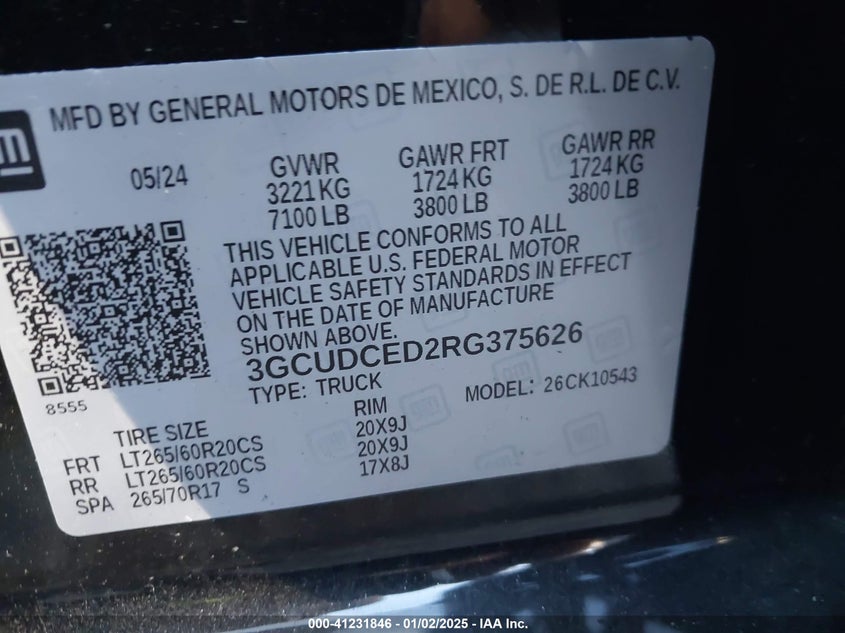 GM
MFD BY GENERAL MOTORS DE MEXICO, S. DE R.L. DE C.V.
05/24 GVWR GAWR FRT GAWR RR
3221 KG 1724 KG 1724 KG
7100 LB 3800 LB 3800 LB
THIS VEHICLE CONFORMS TO ALL
APPLICABLE U.S. FEDERAL MOTOR
VEHICLE SAFETY STANDARDS IN EFFECT
ON THE DATE OF MANUFACTURE
SHOWN ABOVE.
3GCUDCED2RG375626
TYPE: TRUCK MODEL: 26CK10543
8555
TIRE SIZE RIM
FRT LT265/60R20CS 20X9J
RR LT265/60R20CS 20X9J
SPA 265/70R17 S 17X8J
000-41231846 - 01/02/2025 - IAA Inc.